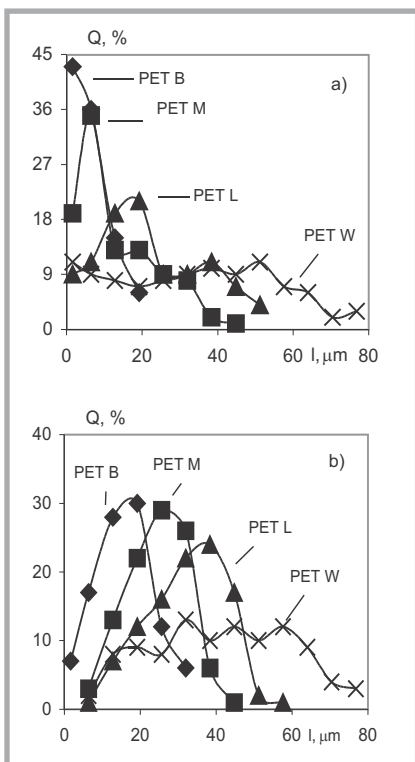 Q, %
45
36
27
18
9
0
PET B
a)
PET M
PET L
PET W
0 20 40 60 80
l, µm
Q, %
40
30
20
10
0
PET B
PET M
b)
PET L
PET W
0 20 40 60 80
l, µm